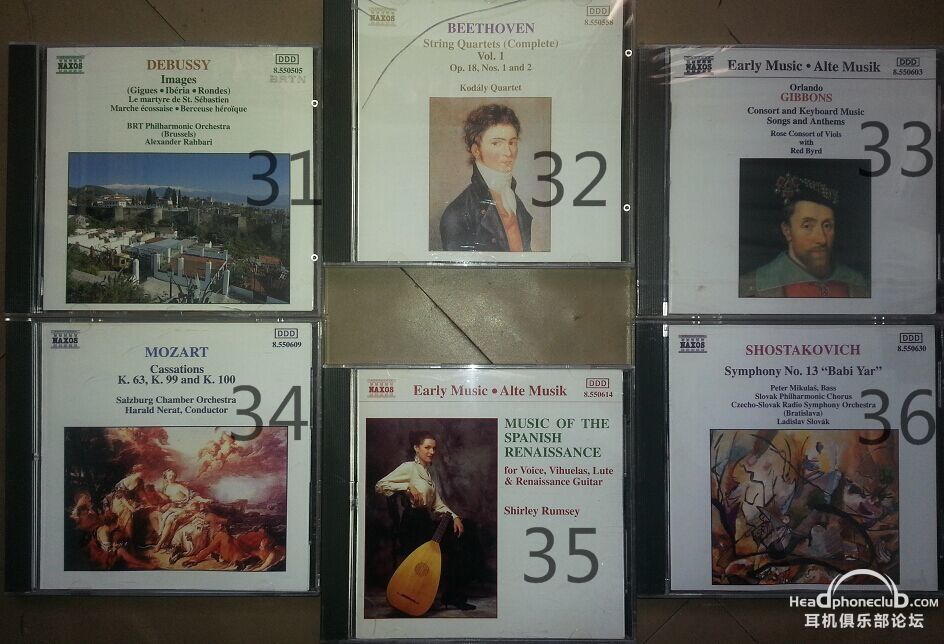 NAXOS
DDD
8.550505
BRTN
DEBUSSY
Images
(Gigues • Ibéria • Rondes)
Le martyre de St. Sébastien
Marche écossaise • Berceuse héroïque
BRT Philharmonic Orchestra
(Brussels)
Alexander Rahbari
31
NAXOS
DDD
8.550558
BEETHOVEN
String Quartets (Complete)
Vol. 1
Op. 18, Nos. 1 and 2
Kodály Quartet
32
NAXOS
Early Music • Alte Musik
DDD
8.550603
Orlando
GIBBONS
Consort and Keyboard Music
Songs and Anthems
Rose Consort of Viols
with
Red Byrd
33
NAXOS
DDD
8.550609
MOZART
Cassations
K. 63, K. 99 and K. 100
Salzburg Chamber Orchestra
Harald Nerat, Conductor
34
NAXOS
Early Music • Alte Musik
DDD
8.550614
MUSIC OF THE
SPANISH
RENAISSANCE
for Voice, Vihuelas, Lute
& Renaissance Guitar
Shirley Rumsey
35
NAXOS
DDD
8.550630
SHOSTAKOVICH
Symphony No. 13 “Babi Yar”
Peter Mikuláš, Bass
Slovak Philharmonic Chorus
Czecho-Slovak Radio Symphony Orchestra
(Bratislava)
Ladislav Slovák
36
HeadphoneclubD.com
耳机俱乐部论坛